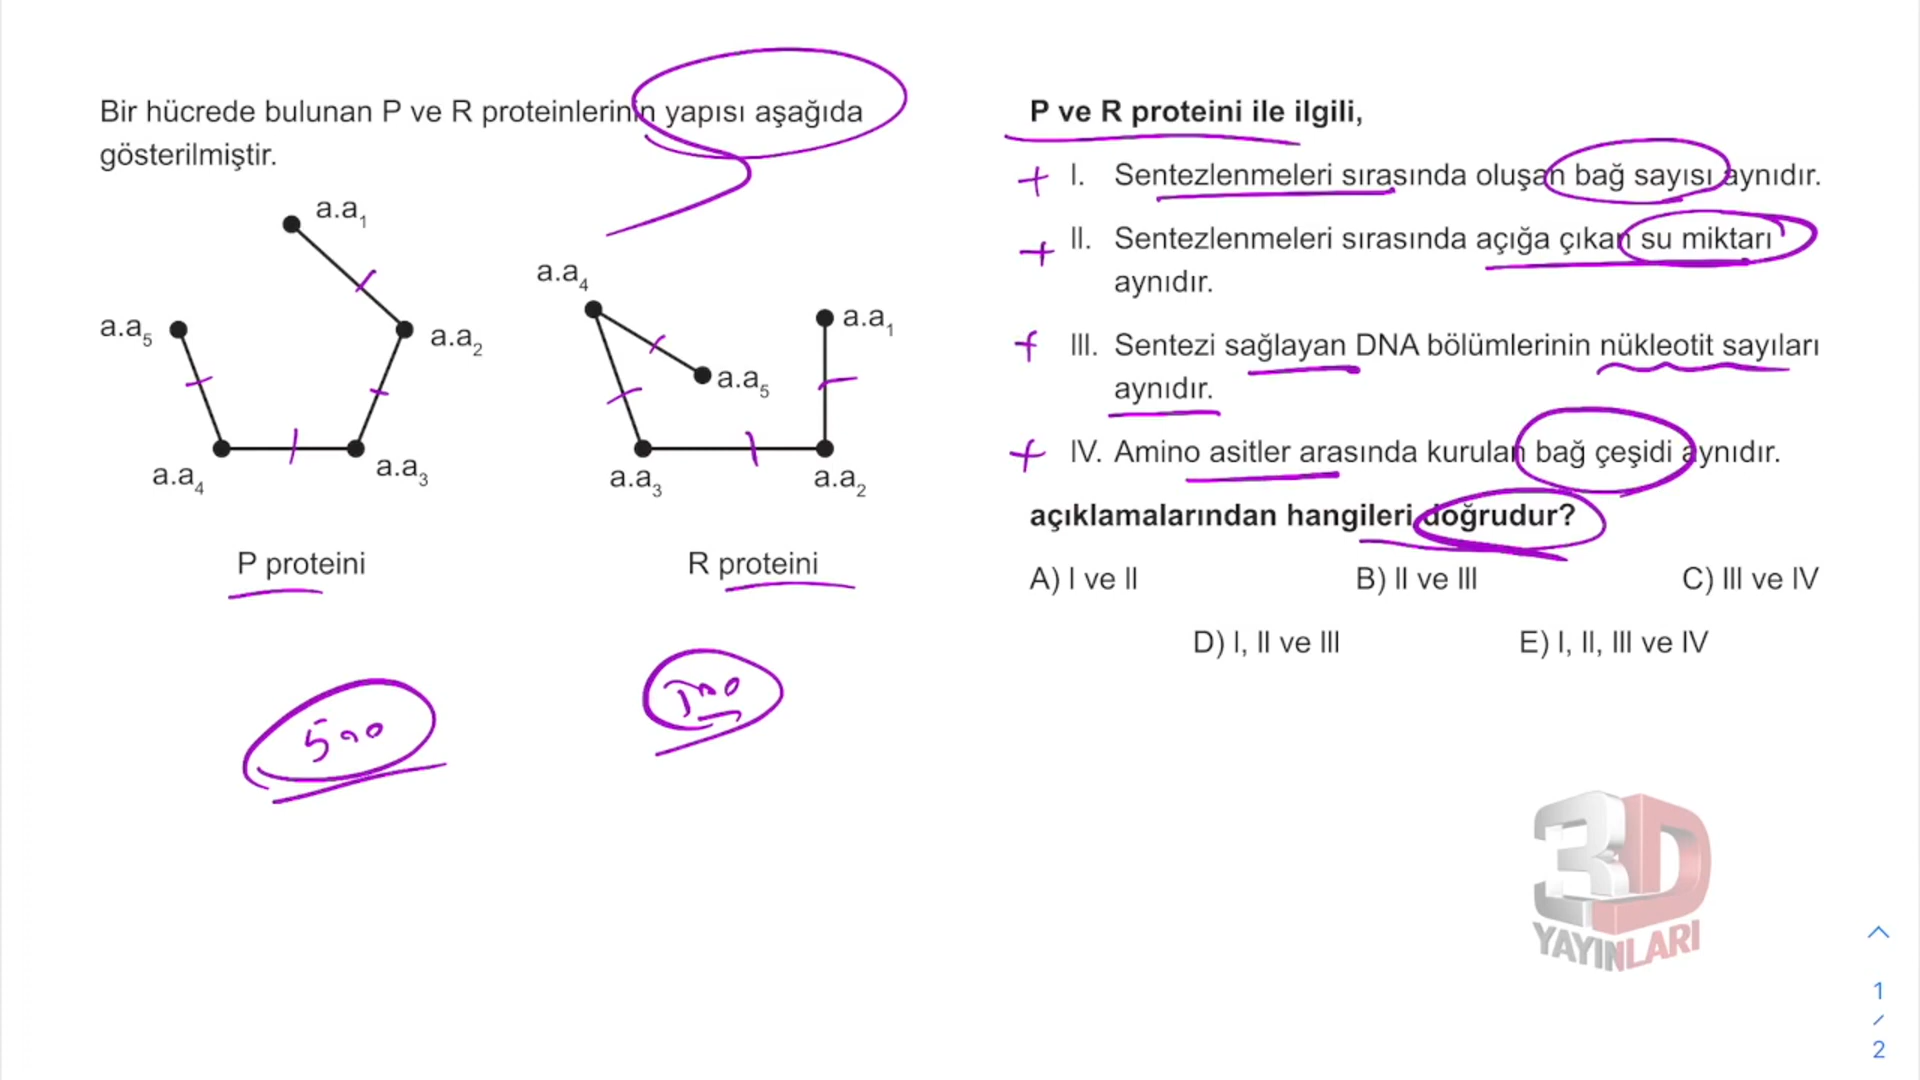 Bir hücrede bulunan P ve R proteinlerinin yapısı aşağıda
gösterilmiştir.
a.a1
a.a5
a.a2
a.a4
a.a3
P proteini
a.a4
a.a1
a.a5
a.a3
a.a2
R proteini
P ve R proteini ile ilgili,
+ I. Sentezlenmeleri sırasında oluşan bağ sayısı aynıdır.
+ II. Sentezlenmeleri sırasında açığa çıkan su miktarı
aynıdır.
+ III. Sentezi sağlayan DNA bölümlerinin nükleotit sayıları
aynıdır.
+ IV. Amino asitler arasında kurulan bağ çeşidi aynıdır.
açıklamalarından hangileri doğrudur?
A) I ve II B) II ve III C) III ve IV
D) I, II ve III E) I, II, III ve IV
3D
YAYINLARI
1
/
2